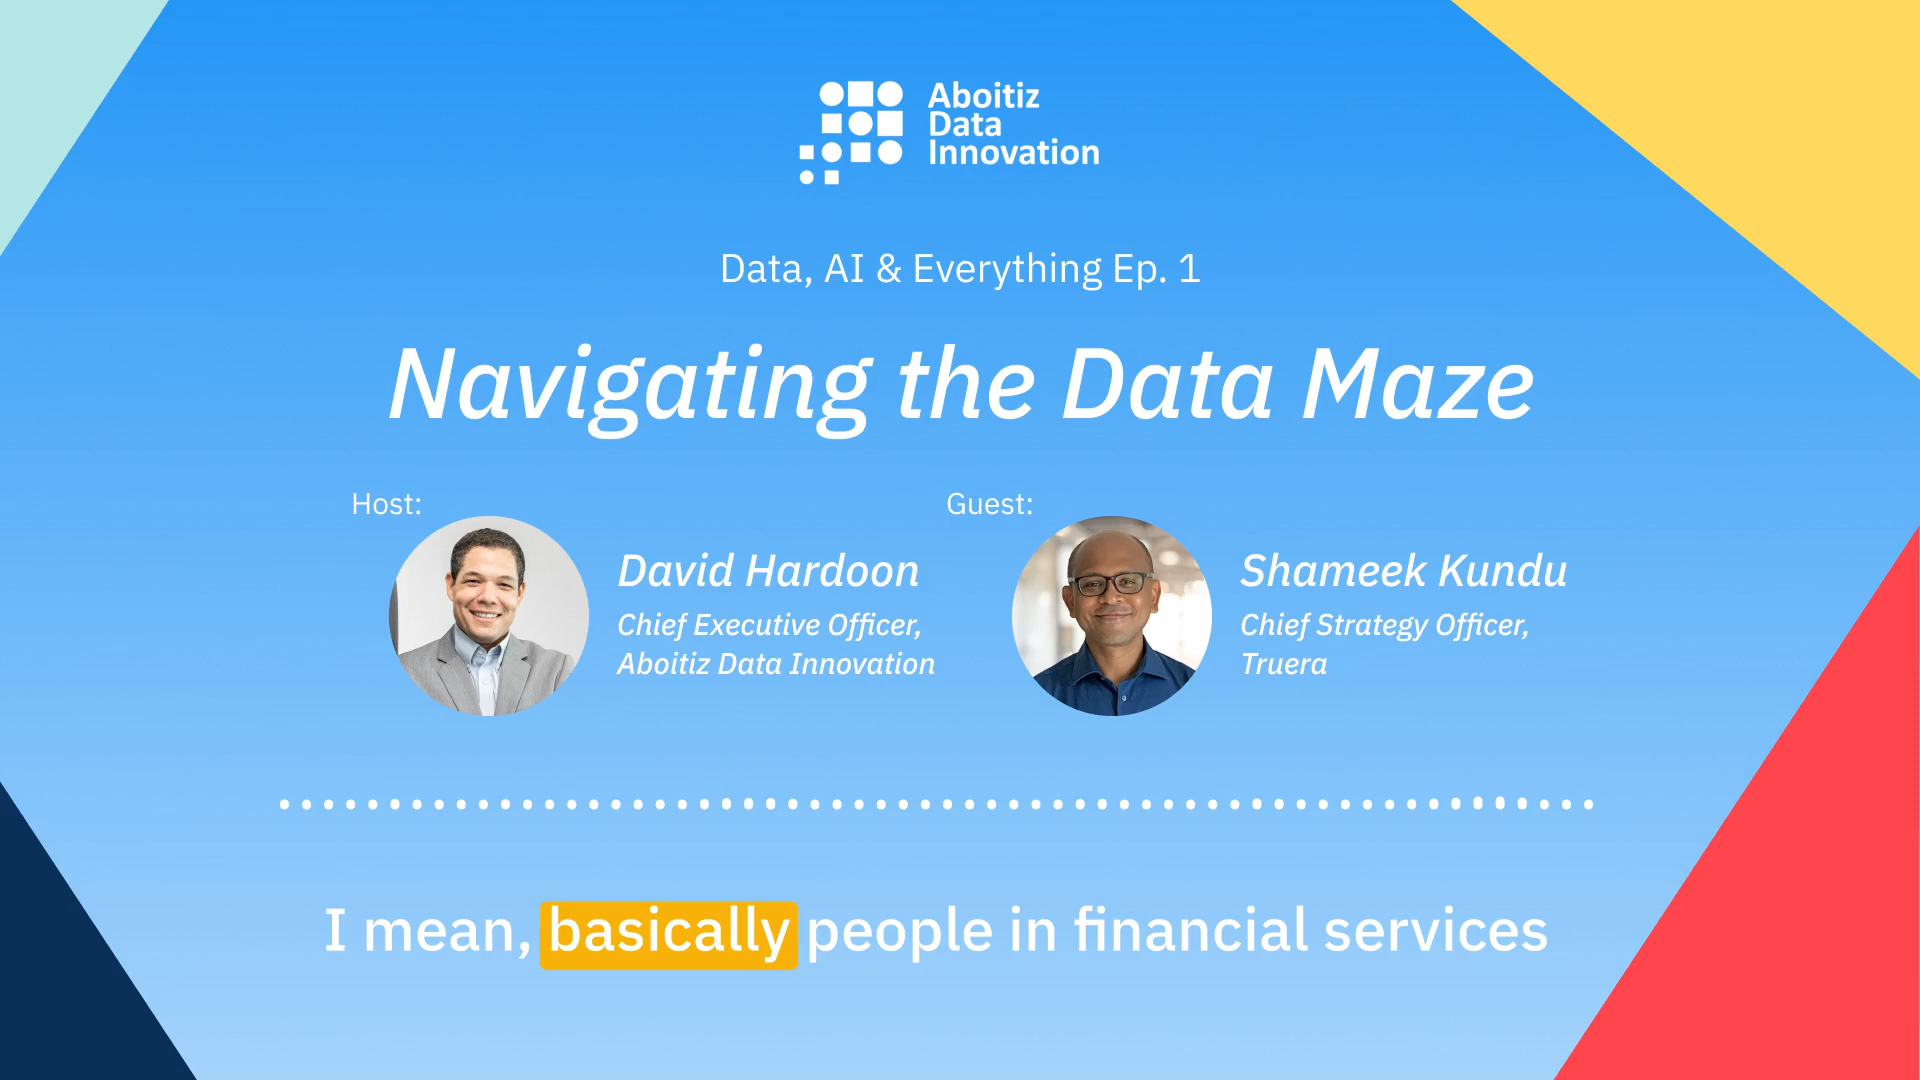 Aboitiz
Data
Innovation
Data, AI & Everything Ep. 1
Navigating the Data Maze
Host:
David Hardoon
Chief Executive Officer,
Aboitiz Data Innovation
Guest:
Shameek Kundu
Chief Strategy Officer,
Truera
I mean, basically people in financial services